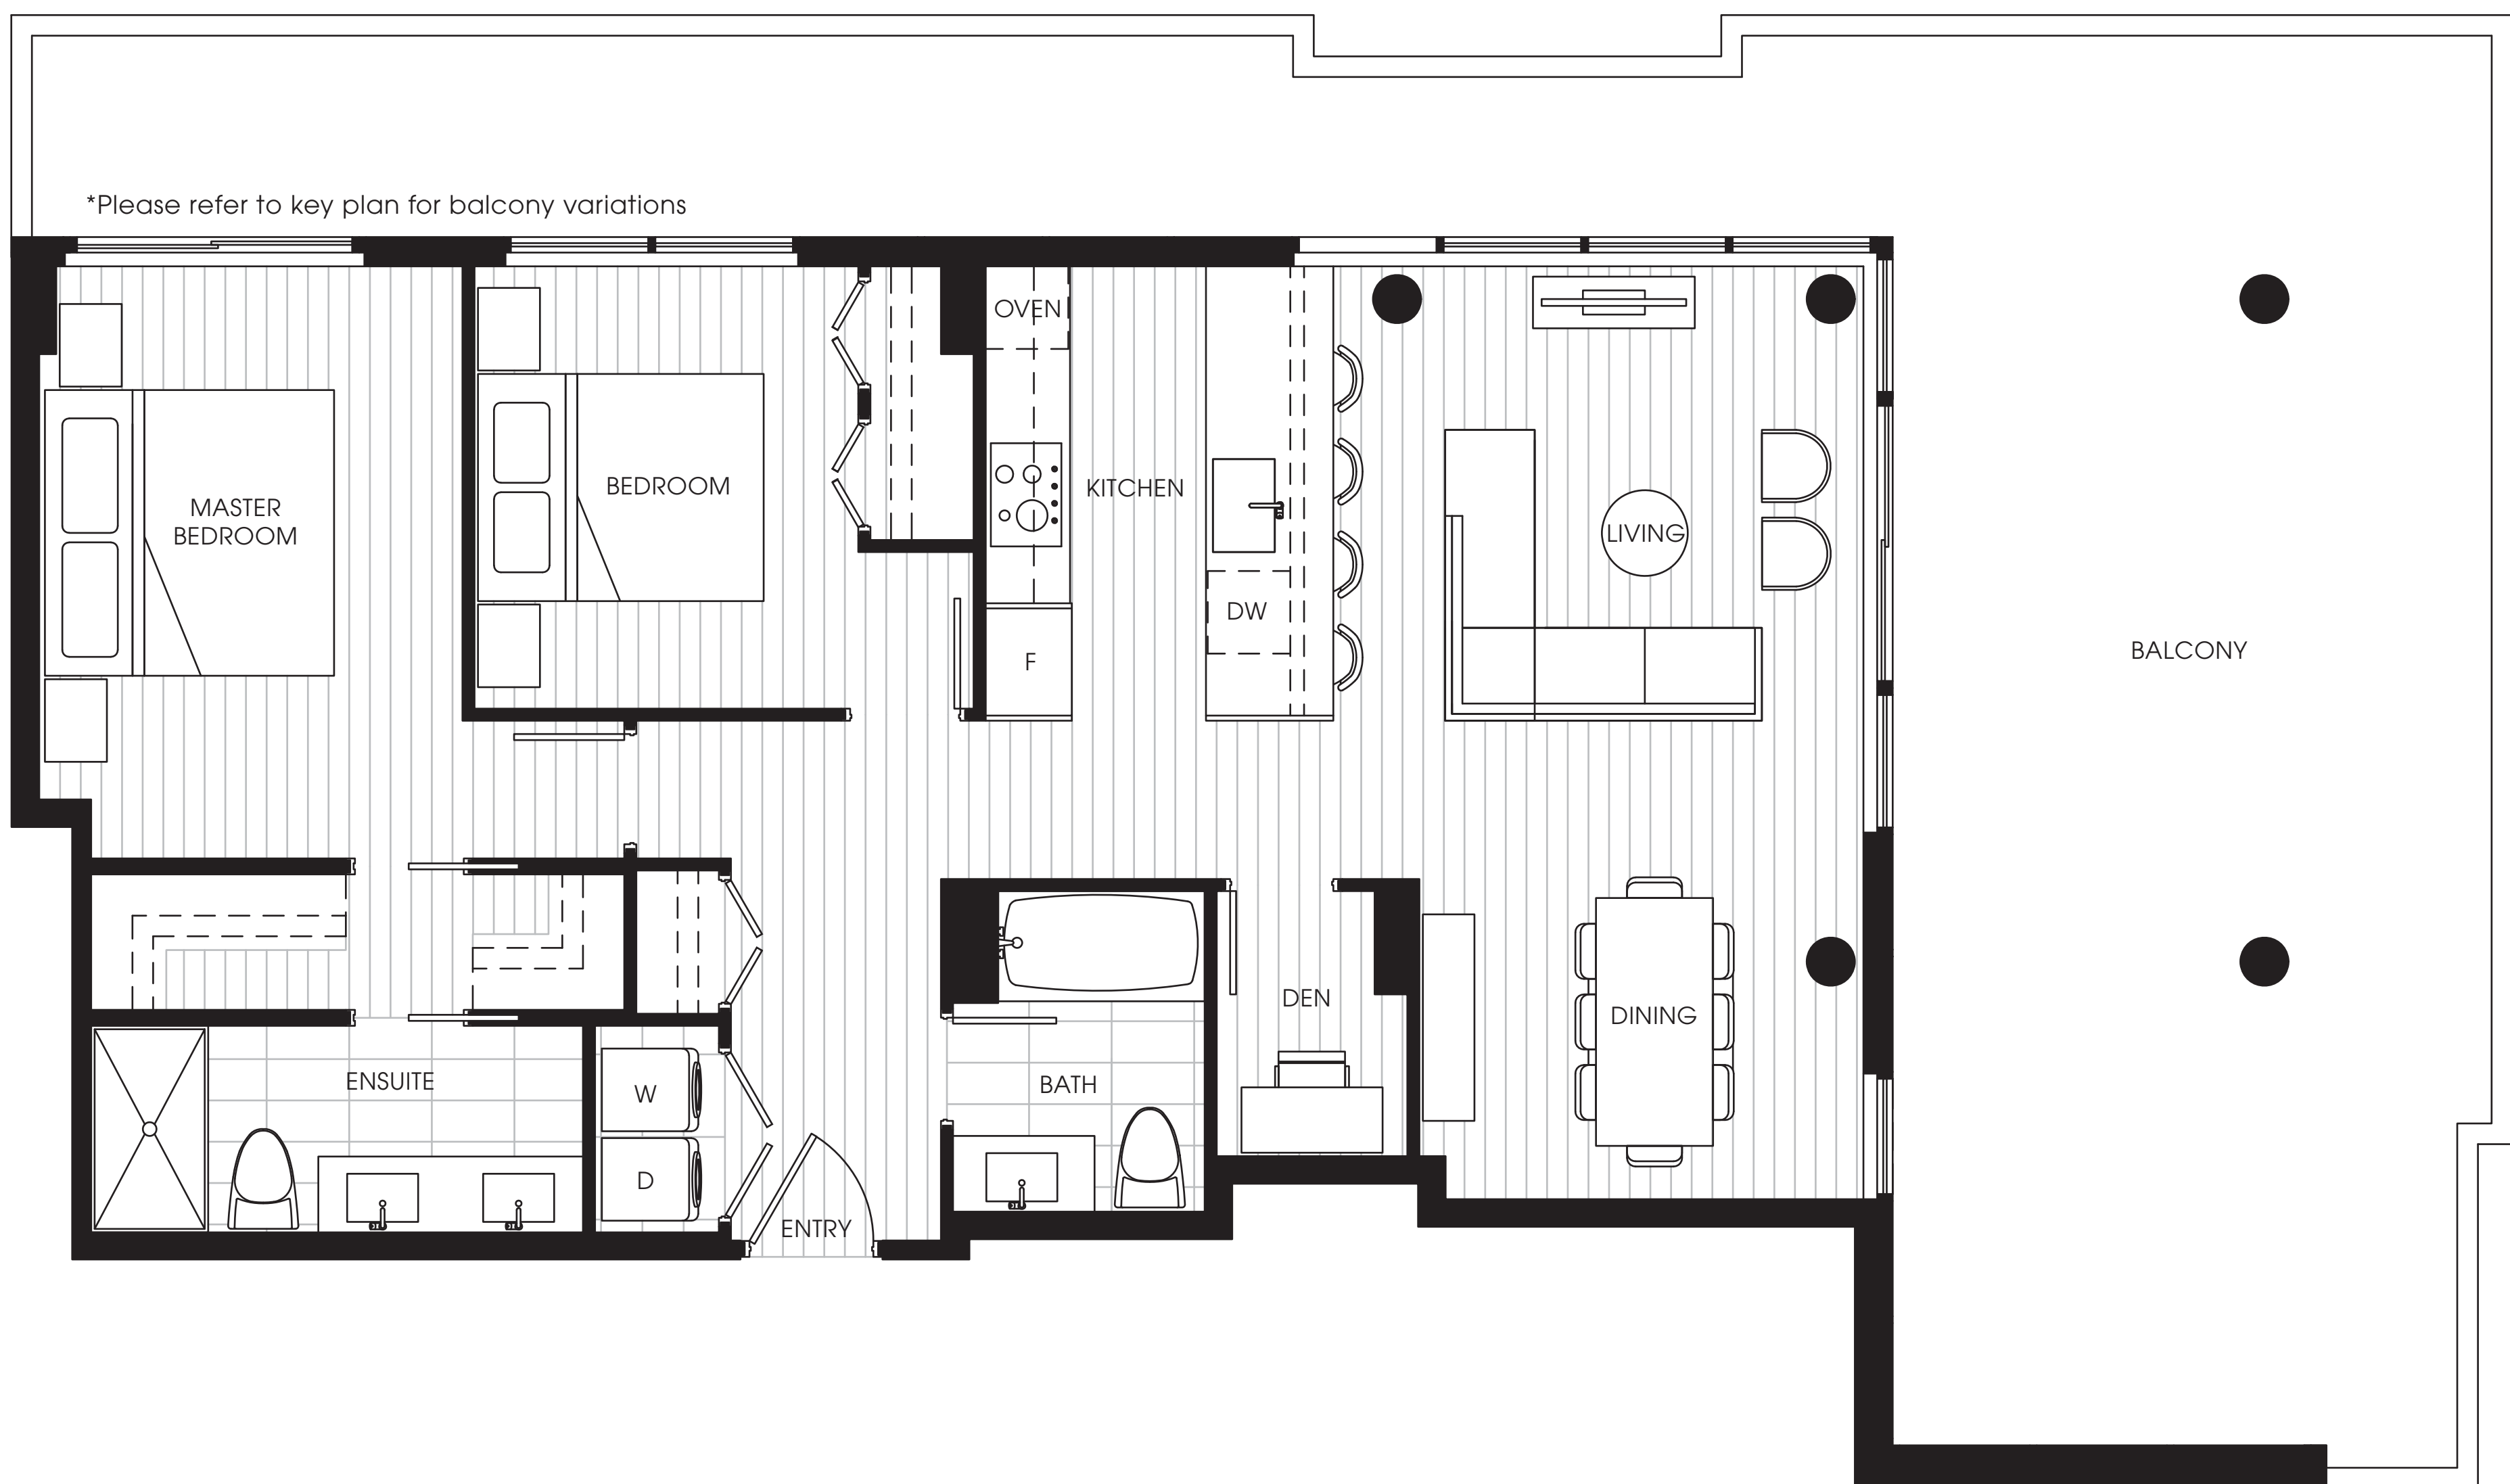 *Please refer to key plan for balcony variations
OVEN
MASTER
BEDROOM
BEDROOM
KITCHEN
LIVING
DW
F
BALCONY
DEN
DINING
ENSUITE
W
BATH
D
ENTRY